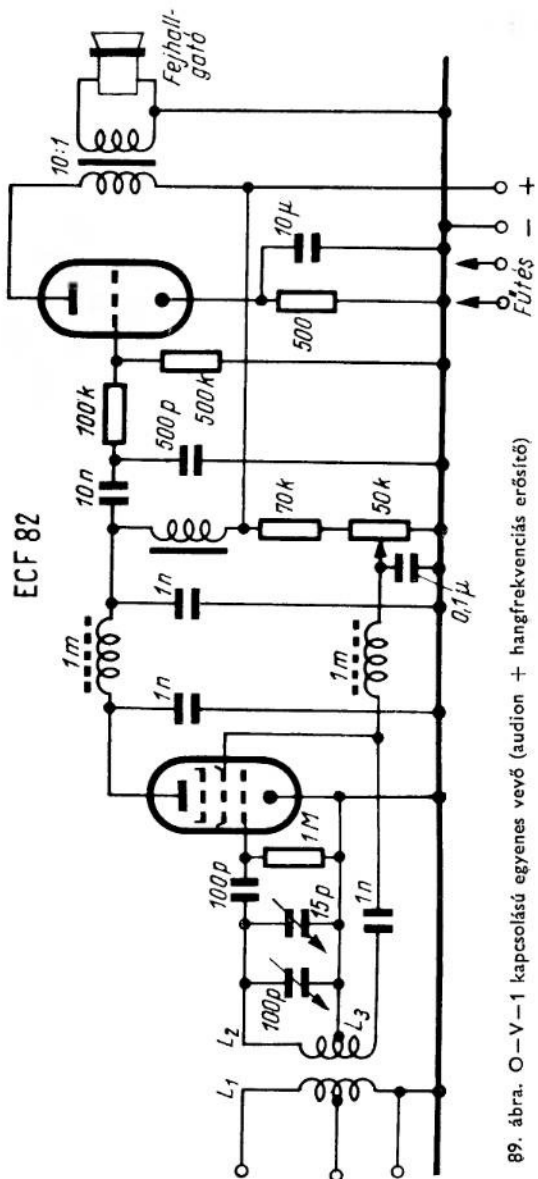 ECF 82
10:1
Fejhall-
gató
100k
10n
500p
500k
10μ
500
1m
1n
1n
70k
50k
0,1μ
1m
100p
1M
15p
100p
1n
L1
L2
L3
Fűtés
−
+
89. ábra. O—V—1 kapcsolású egyenes vevő (audion + hangfrekvenciás erősítő)